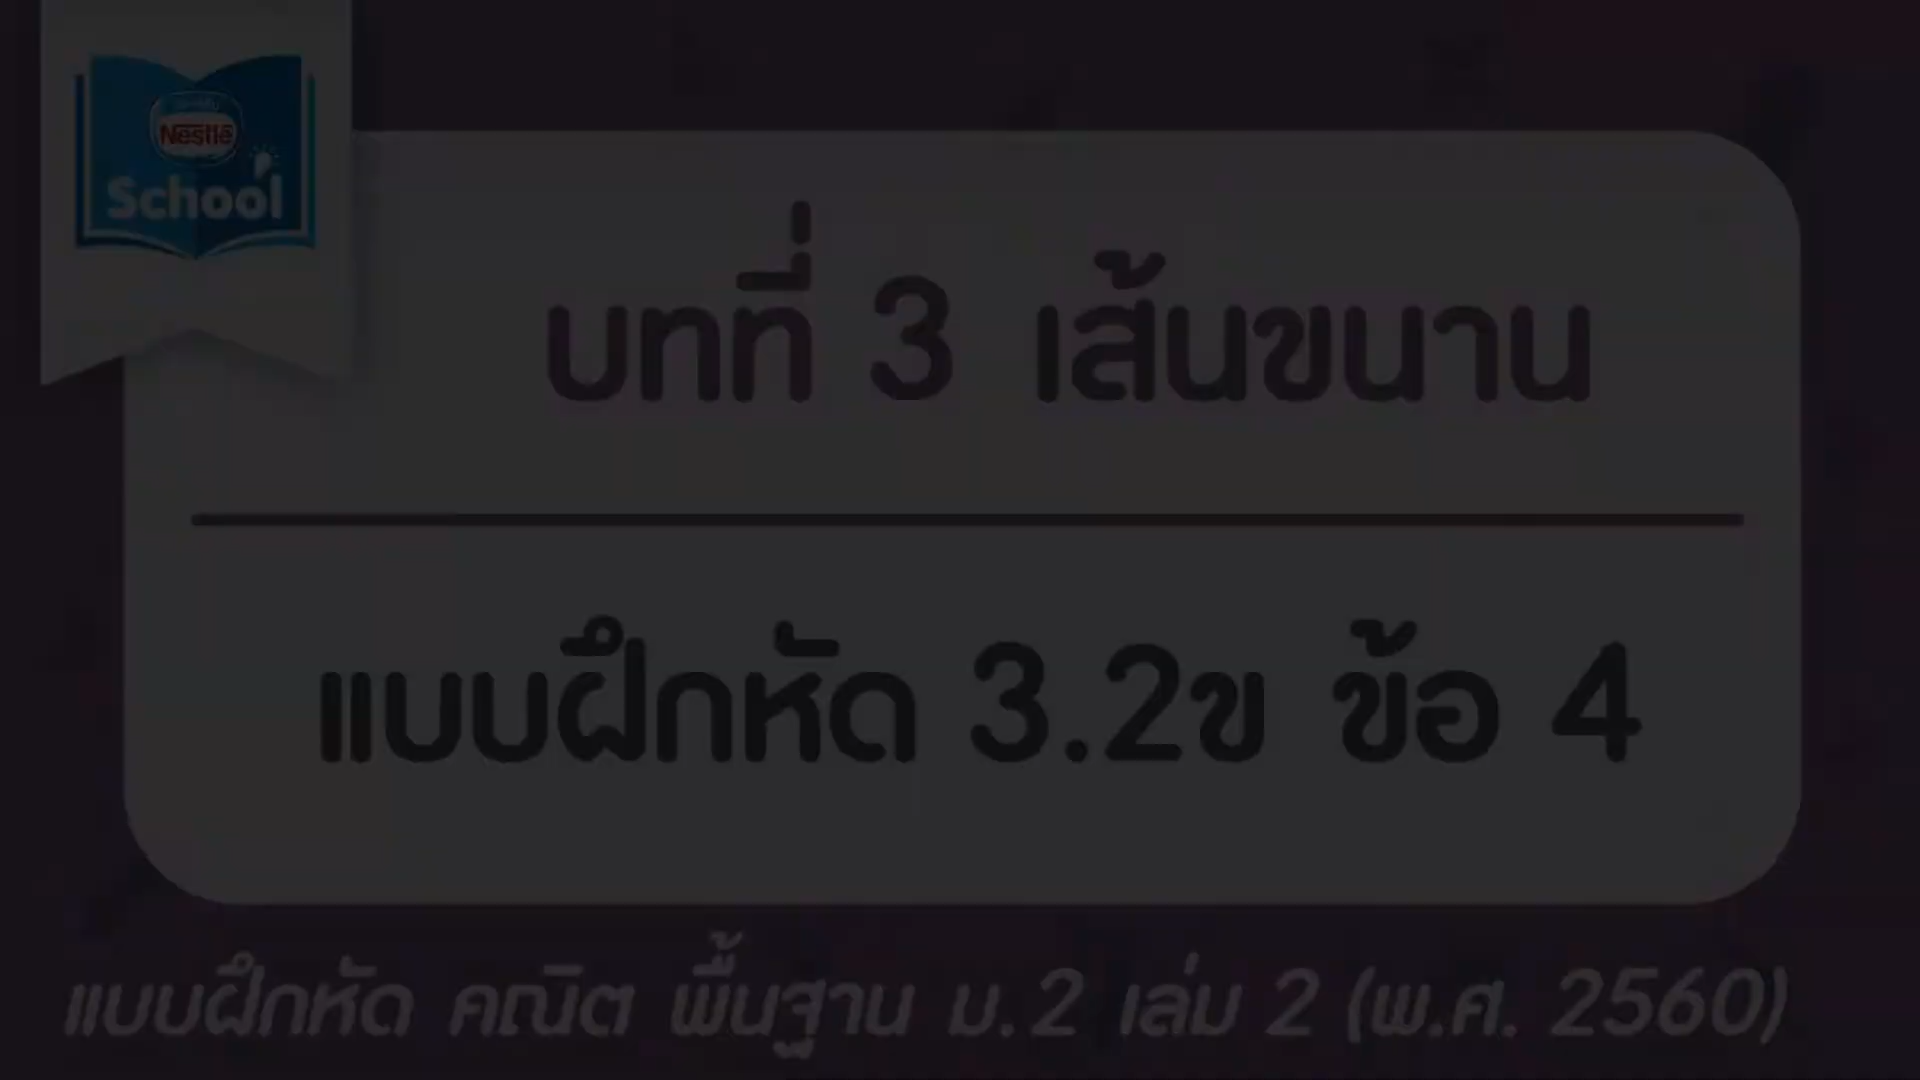 Nestlē
School
บทที่ 3 เส้นขนาน
แบบฝึกหัด 3.2ข ข้อ 4
แบบฝึกหัด คณิต พื้นฐาน ม.2 เล่ม 2 (พ.ศ. 2560)